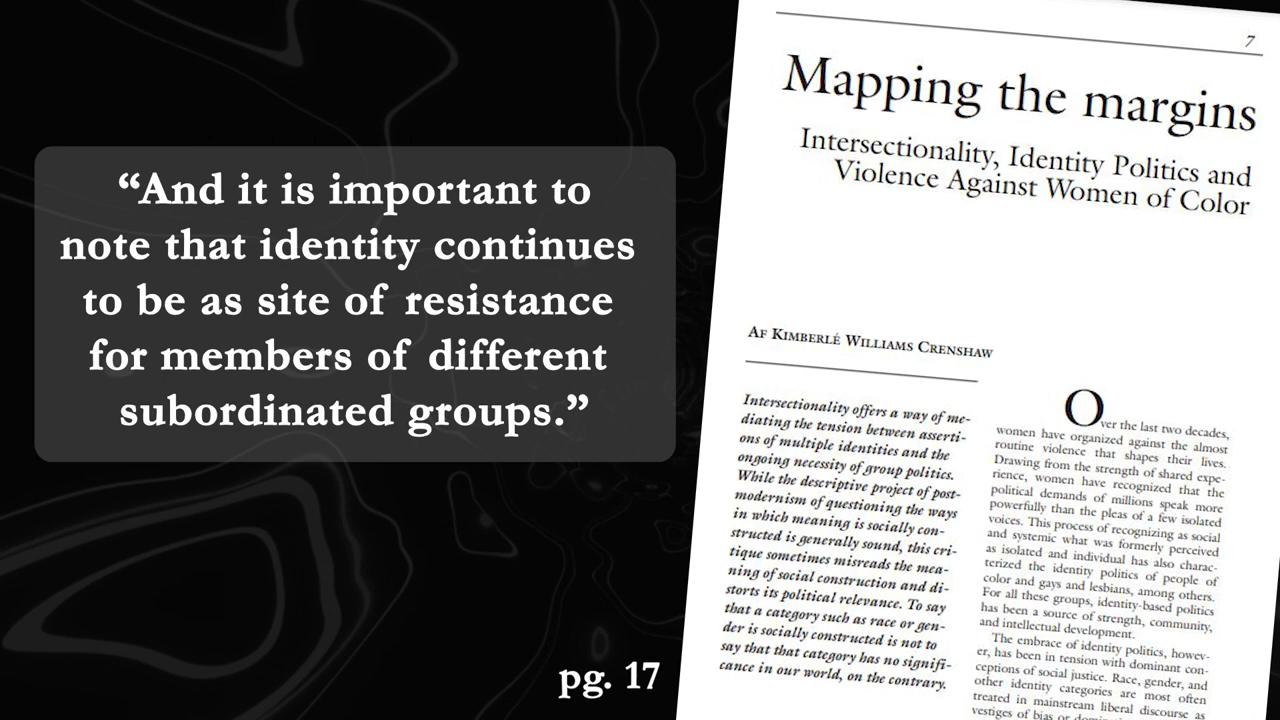 “And it is important to
note that identity continues
to be as site of resistance
for members of different
subordinated groups.”
pg. 17
7
Mapping the margins
Intersectionality, Identity Politics and
Violence Against Women of Color
AF KIMBERLÉ WILLIAMS CRENSHAW
Intersectionality offers a way of me-
diating the tension between asserti-
ons of multiple identities and the
ongoing necessity of group politics.
While the descriptive project of post-
modernism of questioning the ways
in which meaning is socially con-
structed is generally sound, this cri-
tique sometimes misreads the mea-
ning of social construction and di-
storts its political relevance. To say
that a category such as race or gen-
der is socially constructed is not to
say that that category has no signifi-
cance in our world, on the contrary.
Over the last two decades,
women have organized against the almost
routine violence that shapes their lives.
Drawing from the strength of shared expe-
rience, women have recognized that the
political demands of millions speak more
powerfully than the pleas of a few isolated
voices. This process of recognizing as social
and systemic what was formerly perceived
as isolated and individual has also charac-
terized the identity politics of people of
color and gays and lesbians, among others.
For all these groups, identity-based politics
has been a source of strength, community,
and intellectual development.
The embrace of identity politics, howev-
er, has been in tension with dominant con-
ceptions of social justice. Race, gender, and
other identity categories are most often
treated in mainstream liberal discourse as
vestiges of bias or